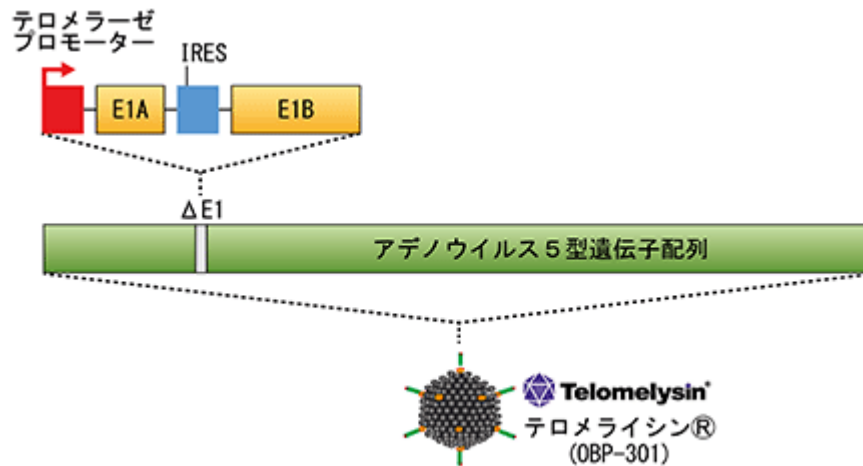 テロメラーゼ
プロモーター
IRES
E1A
E1B
ΔE1
アデノウイルス5型遺伝子配列
Telomelysin®
テロメライシン®
(OBP-301)